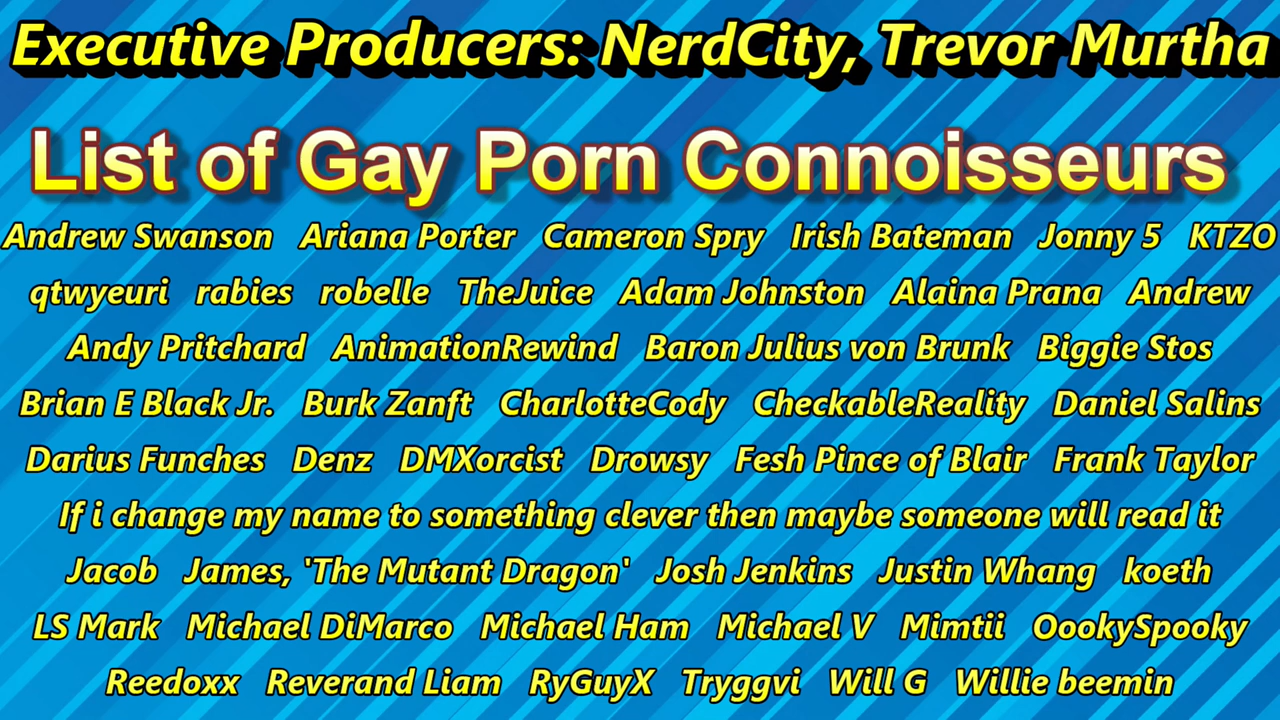 Executive Producers: NerdCity, Trevor Murtha
List of Gay Porn Connoisseurs
Andrew Swanson Ariana Porter Cameron Spry Irish Bateman Jonny 5 KTZO
qtwyeuri rabies robelle TheJuice Adam Johnston Alaina Prana Andrew
Andy Pritchard AnimationRewind Baron Julius von Brunk Biggie Stos
Brian E Black Jr. Burk Zanft CharlotteCody CheckableReality Daniel Salins
Darius Funches Denz DMXorcist Drowsy Fesh Pince of Blair Frank Taylor
If i change my name to something clever then maybe someone will read it
Jacob James, 'The Mutant Dragon' Josh Jenkins Justin Whang koeth
LS Mark Michael DiMarco Michael Ham Michael V Mimtii OookySpooky
Reedoxx Reverand Liam RyGuyX Tryggvi Will G Willie beemin